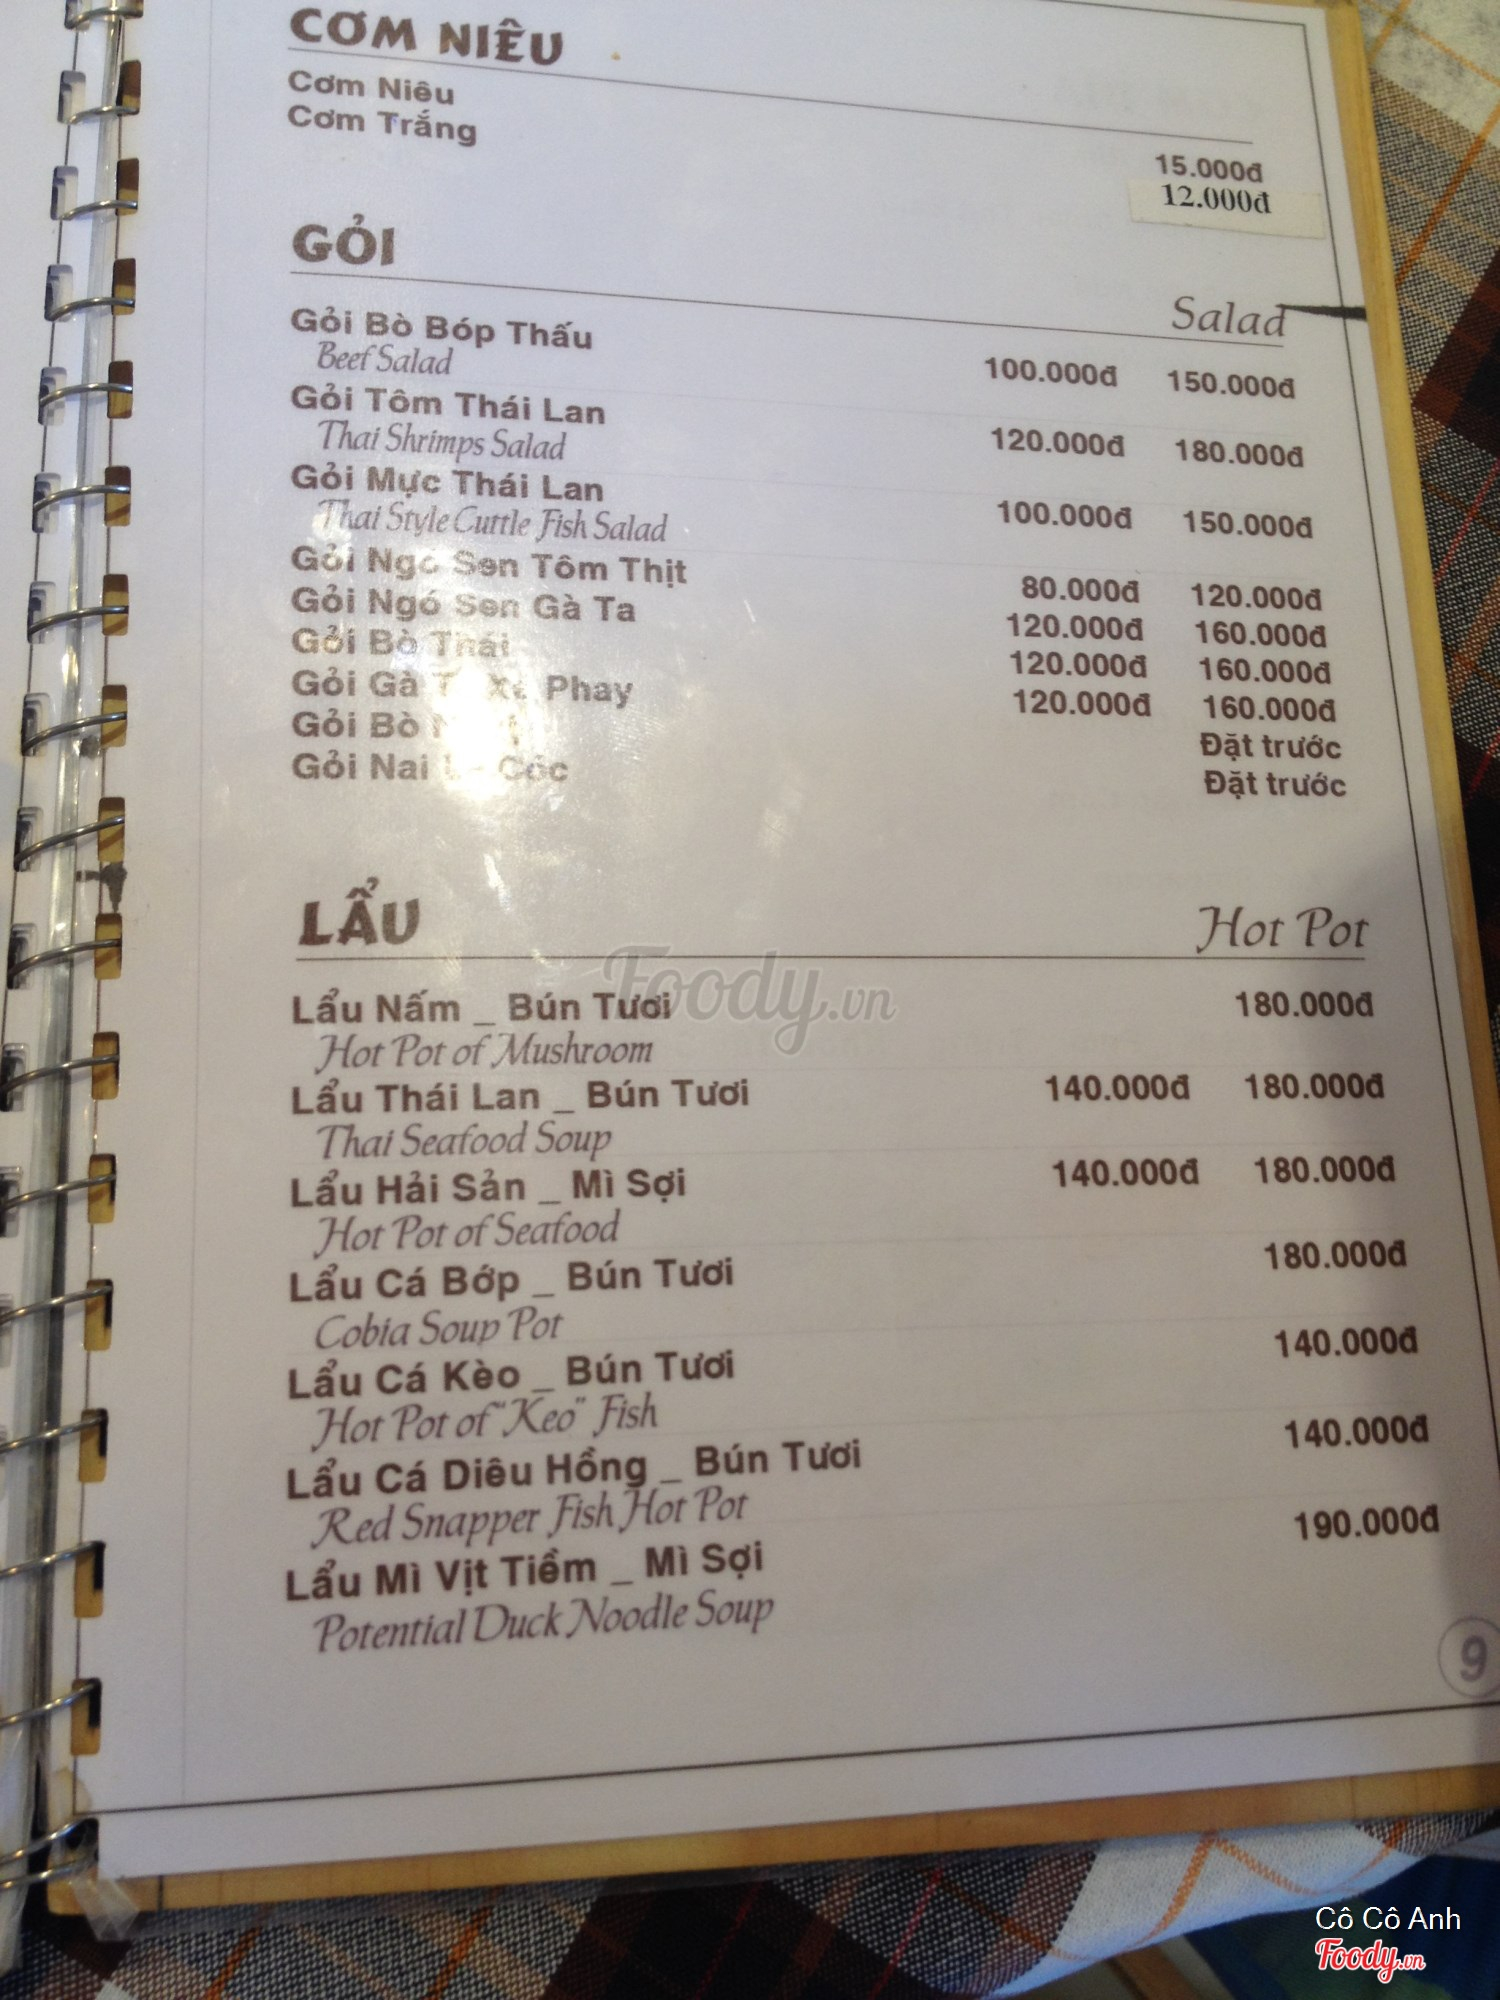 CƠM NIÊU
Cơm Niêu 15.000đ
Cơm Trắng 12.000đ
GỎI Salad
Gỏi Bò Bóp Thấu 100.000đ 150.000đ
Beef Salad
Gỏi Tôm Thái Lan 120.000đ 180.000đ
Thai Shrimps Salad
Gỏi Mực Thái Lan 100.000đ 150.000đ
Thai Style Cuttle Fish Salad
Gỏi Ngó Sen Tôm Thịt 80.000đ 120.000đ
Gỏi Ngó Sen Gà Ta 120.000đ 160.000đ
Gỏi Bò Thái 120.000đ 160.000đ
Gỏi Gà Phay 120.000đ 160.000đ
Gỏi Bò Đặt trước
Gỏi Nai Cóc Đặt trước
LẨU Hot Pot
Lẩu Nấm _ Bún Tươi 180.000đ
Hot Pot of Mushroom
Lẩu Thái Lan _ Bún Tươi 140.000đ 180.000đ
Thai Seafood Soup
Lẩu Hải Sản _ Mì Sợi 140.000đ 180.000đ
Hot Pot of Seafood
Lẩu Cá Bớp _ Bún Tươi 180.000đ
Cobia Soup Pot
Lẩu Cá Kèo _ Bún Tươi 140.000đ
Hot Pot of "Keo" Fish
Lẩu Cá Diêu Hồng _ Bún Tươi 140.000đ
Red Snapper Fish Hot Pot
Lẩu Mì Vịt Tiềm _ Mì Sợi 190.000đ
Potential Duck Noodle Soup
9
Foody.vn
Cô Cô Anh
Foody.vn